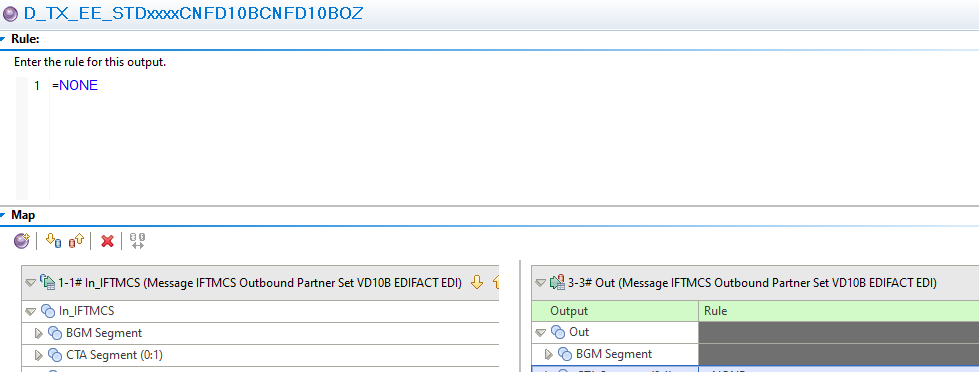 D_TX_EE_STDxxxxCNFD10BCNFD10BOZ
Rule:
Enter the rule for this output.
1 =NONE
Map
1-1# In_IFTMCS (Message IFTMCS Outbound Partner Set VD10B EDIFACT EDI)
In_IFTMCS
BGM Segment
CTA Segment (0:1)
3-3# Out (Message IFTMCS Outbound Partner Set VD10B EDIFACT EDI)
Output Rule
Out
BGM Segment